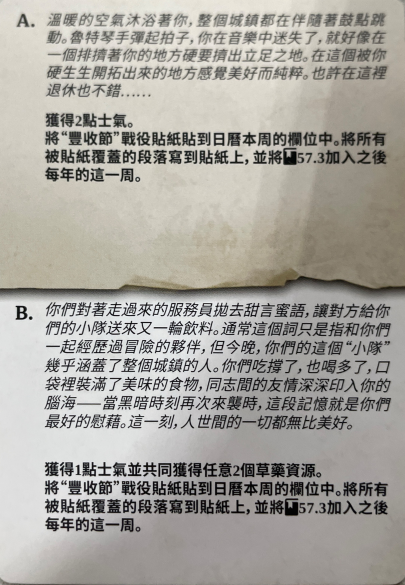 A. 溫暖的空氣沐浴著你，整個城鎮都在伴隨著鼓點跳
動。魯特琴手彈起拍子，你在音樂中迷失了，就好像在
一個排擠著你的地方硬要擠出立足之地。在這個被你
硬生生開拓出來的地方感覺美好而純粹。也許在這裡
退休也不錯……
獲得2點士氣。
將“豐收節”戰役貼紙貼到日曆本周的欄位中。將所有
被貼紙覆蓋的段落寫到貼紙上，並將57.3加入之後
每年的這一周。
B. 你們對著走過來的服務員拋去甜言蜜語，讓對方給你
們的小隊送來又一輪飲料。通常這個詞只是指和你們
一起經歷過冒險的夥伴，但今晚，你們的這個“小隊”
幾乎涵蓋了整個城鎮的人。你們吃撐了，也喝多了，口
袋裡裝滿了美味的食物，同志間的友情深深印入你的
腦海——當黑暗時刻再次來襲時，這段記憶就是你們
最好的慰藉。這一刻，人世間的一切都無比美好。
獲得1點士氣並共同獲得任意2個草藥資源。
將“豐收節”戰役貼紙貼到日曆本周的欄位中。將所有
被貼紙覆蓋的段落寫到貼紙上，並將57.3加入之後
每年的這一周。